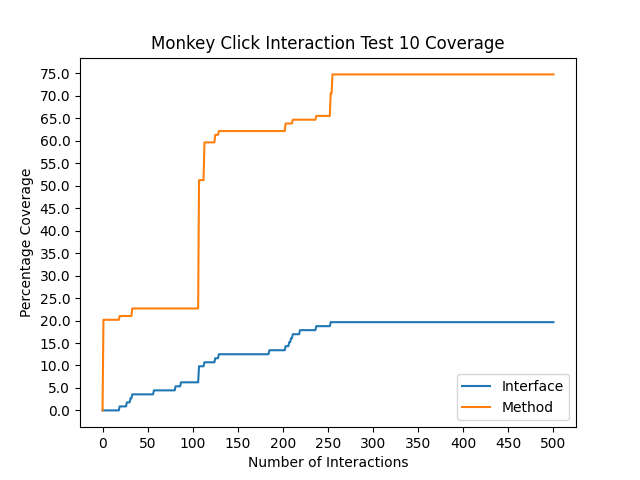 Monkey Click Interaction Test 10 Coverage
75.0
70.0
65.0
60.0
55.0
50.0
45.0
40.0
35.0
30.0
25.0
20.0
15.0
10.0
5.0
0.0
Percentage Coverage
Interface
Method
0 50 100 150 200 250 300 350 400 450 500
Number of Interactions